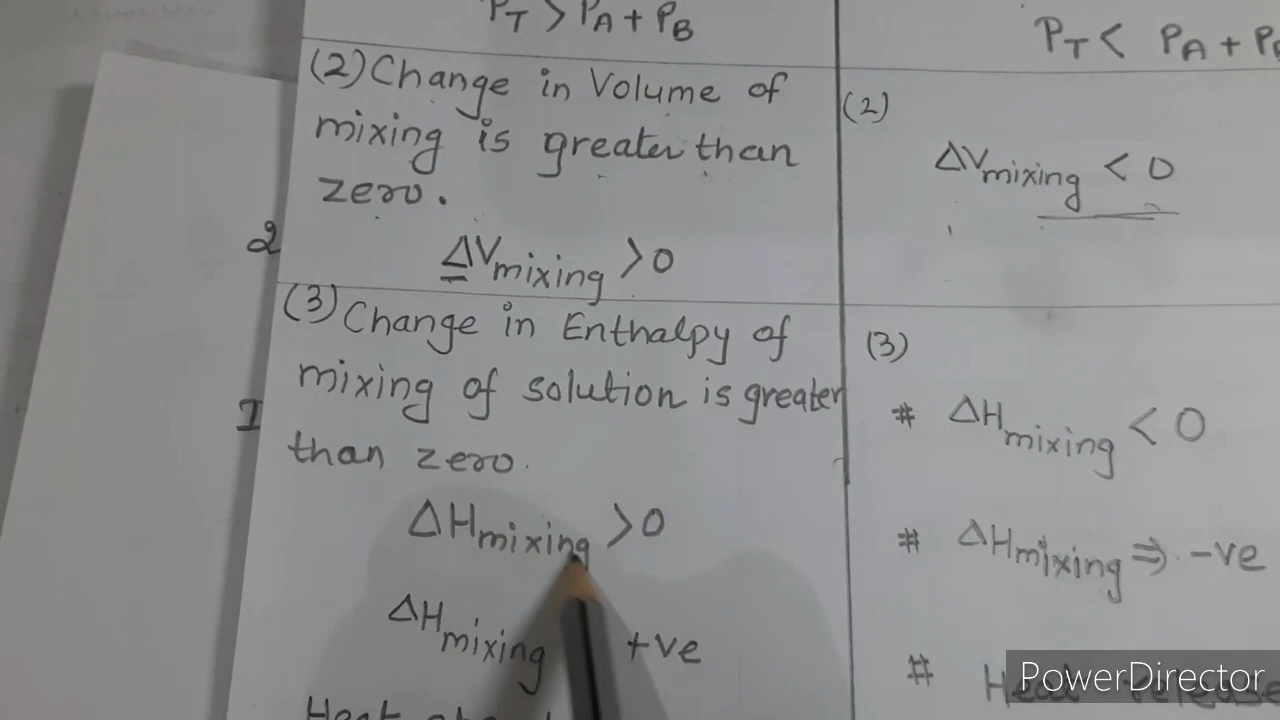 PT > PA + PB
(2) Change in Volume of
mixing is greater than
zero.
ΔVmixing > 0
(3) Change in Enthalpy of
mixing of solution is greater
than zero.
ΔHmixing > 0
ΔHmixing +ve
PT < PA +
(2)
ΔVmixing < 0
(3)
# ΔHmixing < 0
# ΔHmixing ⇒ -ve
#
2
I
PowerDirector